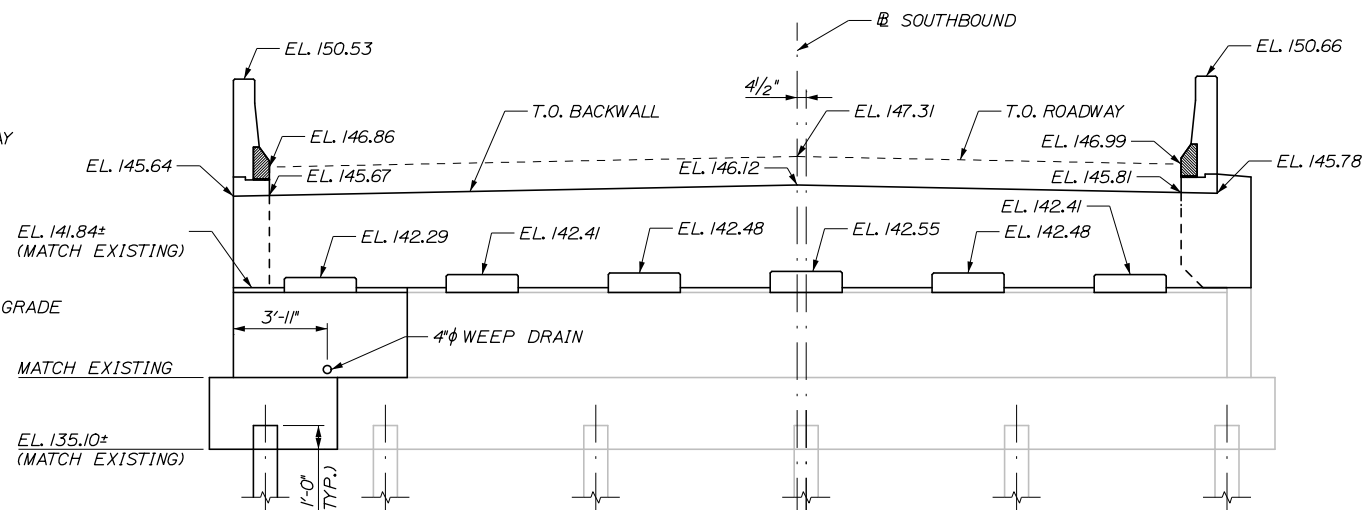 ℄ SOUTHBOUND
EL. 150.53
EL. 150.66
4½"
T.O. BACKWALL
EL. 147.31
T.O. ROADWAY
AY
EL. 146.86
EL. 146.99
EL. 145.64
EL. 145.67
EL. 146.12
EL. 145.81
EL. 145.78
EL. 141.84±
(MATCH EXISTING)
EL. 142.29
EL. 142.41
EL. 142.48
EL. 142.55
EL. 142.48
EL. 142.41
GRADE
3'-11"
4"ϕ WEEP DRAIN
MATCH EXISTING
EL. 135.10±
(MATCH EXISTING)
1'-0"
TYP.)